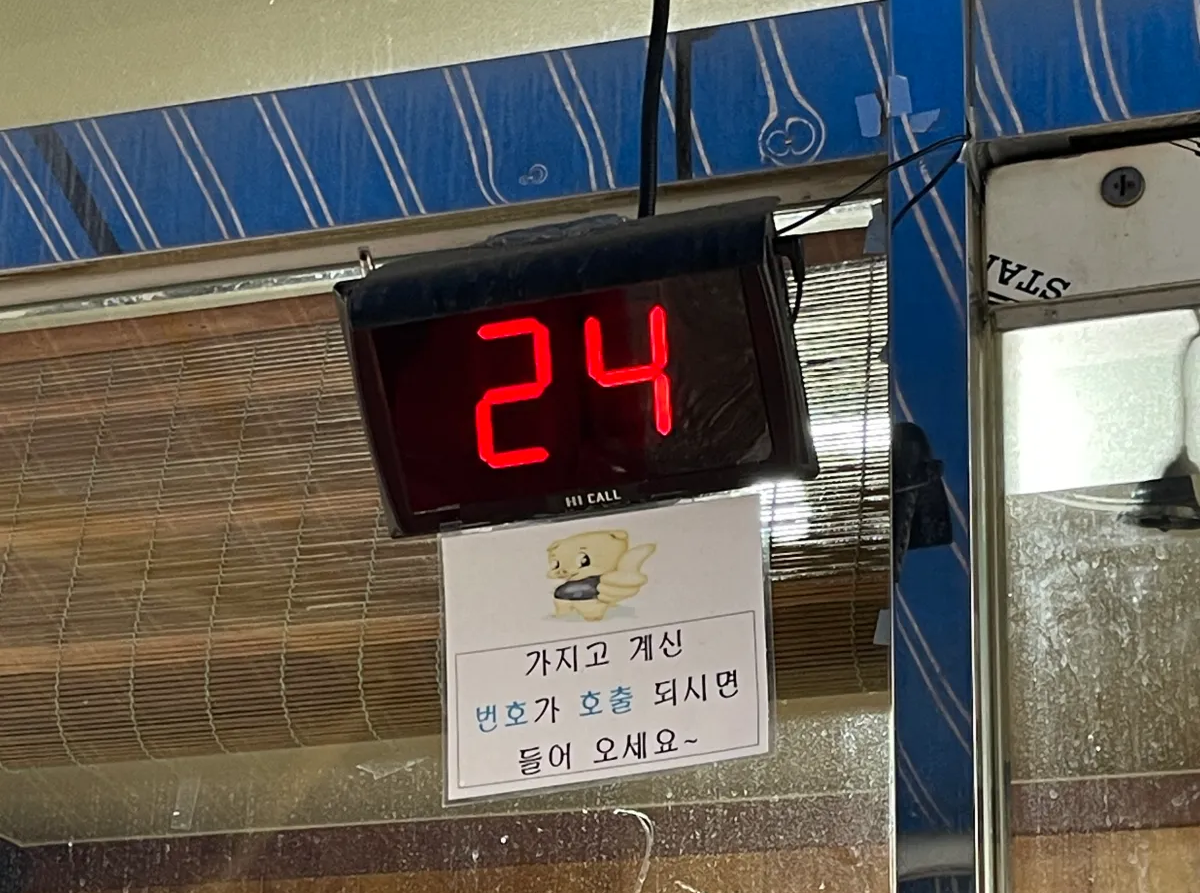 24
HI CALL
가지고 계신
번호가 호출 되시면
들어 오세요~
STAI